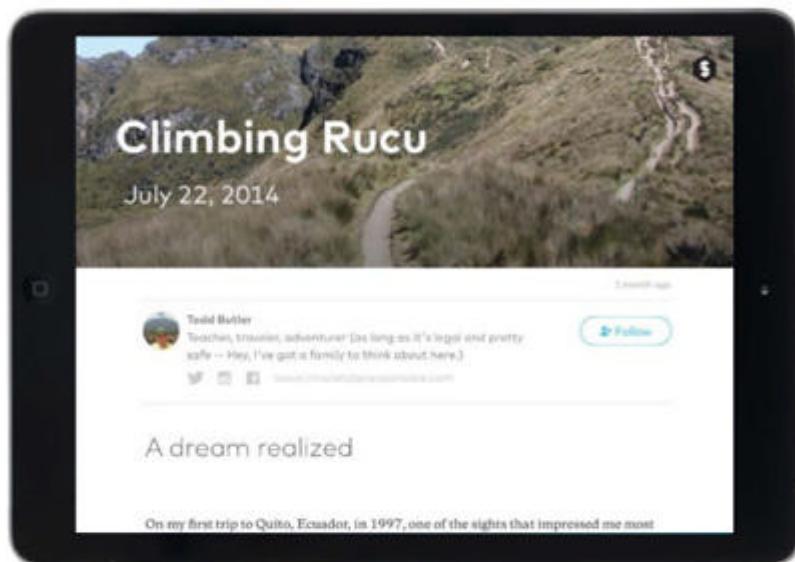 Climbing Rucu
July 22, 2014
month ago
Todd Butler
Teacher, traveler, adventurer (as long as it's legal and pretty
safe -- Hey, I've got a family to think about here.)
Follow
A dream realized
On my first trip to Quito, Ecuador, in 1997, one of the sights that impressed me most